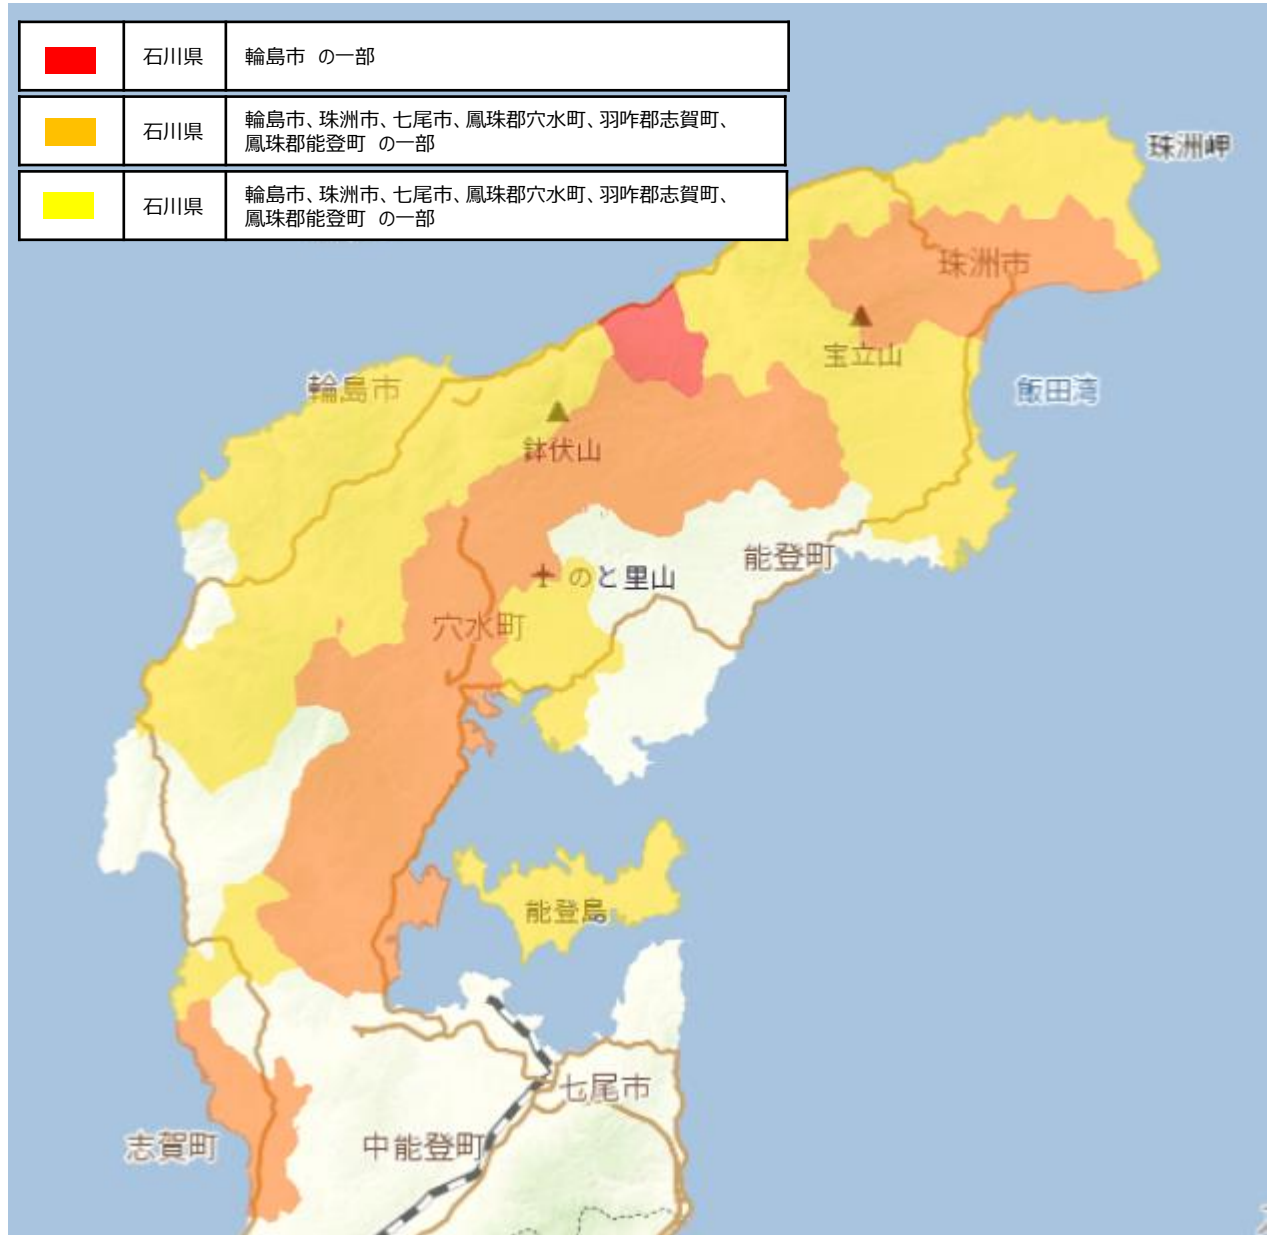 石川県
輪島市 の一部
石川県
輪島市、珠洲市、七尾市、鳳珠郡穴水町、羽咋郡志賀町、
鳳珠郡能登町 の一部
石川県
輪島市、珠洲市、七尾市、鳳珠郡穴水町、羽咋郡志賀町、
鳳珠郡能登町 の一部
珠洲岬
珠洲市
宝立山
輪島市
飯田湾
鉢伏山
能登町
のと里山
穴水町
能登島
七尾市
志賀町
中能登町